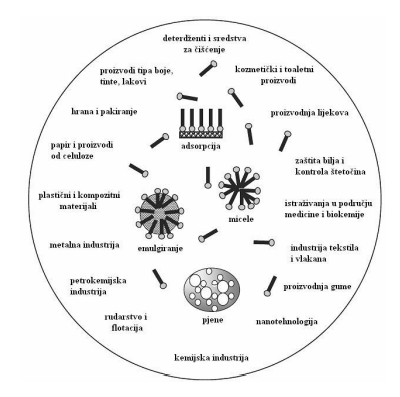 deterdženti i sredstva
za čišćenje
proizvodi tipa boje,
tinte, lakovi
kozmetički i toaletni
proizvodi
hrana i pakiranje
proizvodnja lijekova
adsorpcija
papir i proizvodi
od celuloze
zaštita bilja i
kontrola štetočina
plastični i kompozitni
materijali
istraživanja u području
medicine i biokemije
micele
metalna industrija
emulgiranje
industrija tekstila
i vlakana
petrokemijska
industrija
proizvodnja gume
rudarstvo i
flotacija
pjene
nanotehnologija
kemijska industrija